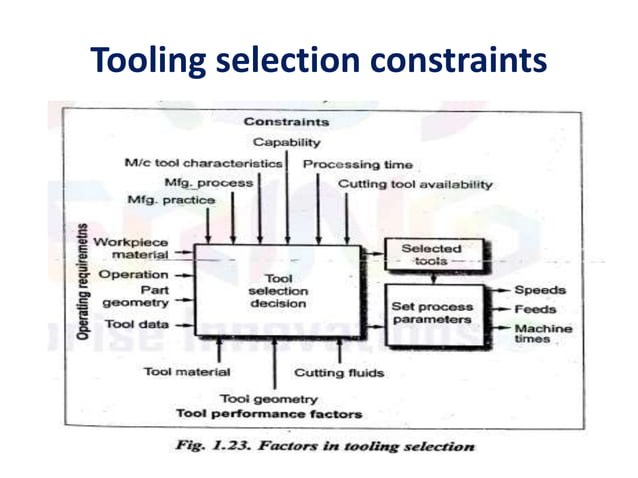 Tooling selection constraints
Constraints
Capability
M/c tool characteristics
Processing time
Mfg. process
Cutting tool availability
Mfg. practice
Operating requiremetns
Workpiece
material
Operation
Part
geometry
Tool data
Tool
selection
decision
Selected
tools
Set process
parameters
Speeds
Feeds
Machine
times
Tool material
Cutting fluids
Tool geometry
Tool performance factors
Fig. 1.23. Factors in tooling selection